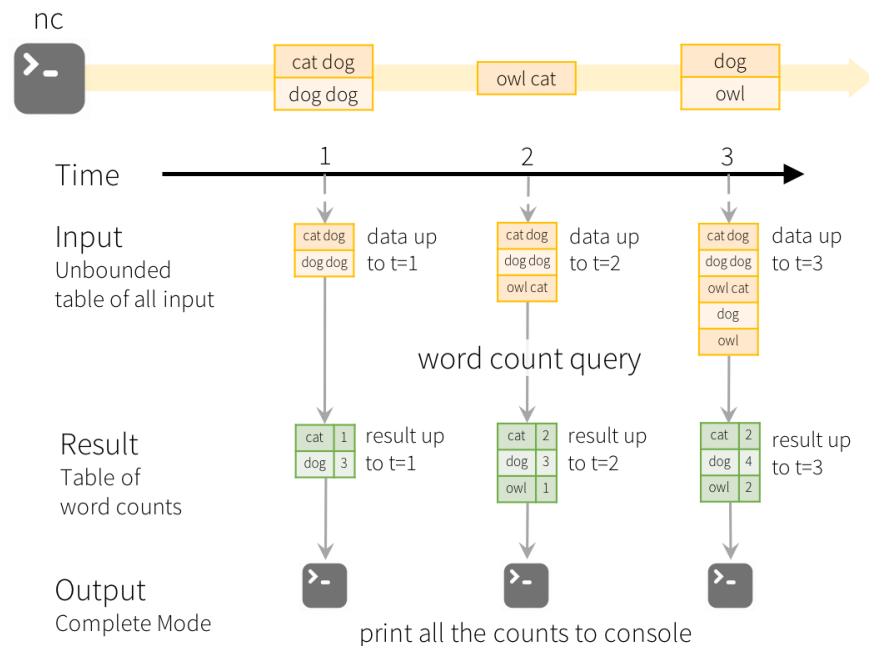 nc
cat dog
dog dog
owl cat
dog
owl
Time
1
2
3
Input
Unbounded
table of all input
cat dog
dog dog
data up
to t=1
cat dog
dog dog
owl cat
data up
to t=2
cat dog
dog dog
owl cat
dog
owl
data up
to t=3
word count query
Result
Table of
word counts
cat 1
dog 3
result up
to t=1
cat 2
dog 3
owl 1
result up
to t=2
cat 2
dog 4
owl 2
result up
to t=3
Output
Complete Mode
print all the counts to console